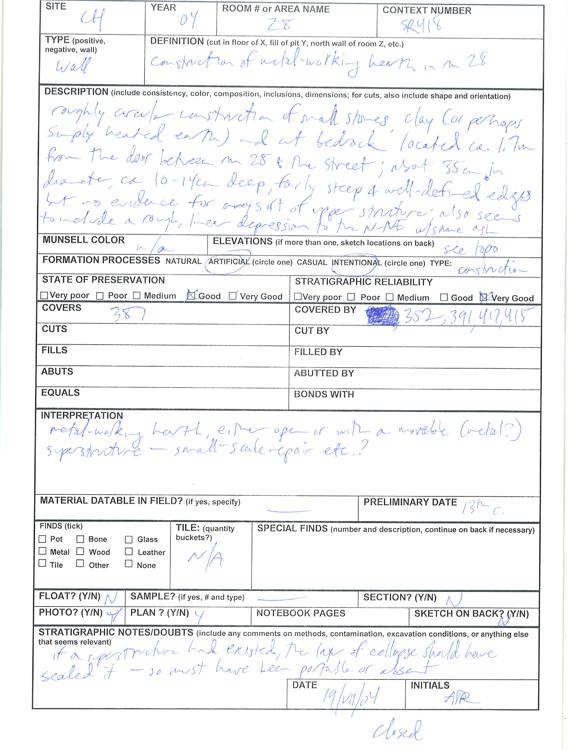 SITE CH
YEAR 04
ROOM # or AREA NAME 28
CONTEXT NUMBER SR418
TYPE (positive, negative, wall) Wall
DEFINITION (cut in floor of X, fill of pit Y, north wall of room Z, etc.)
construction of metal-working hearth in rm 28
DESCRIPTION (include consistency, color, composition, inclusions, dimensions; for cuts, also include shape and orientation)
roughly circular construction of small stones, clay (or perhaps
simply heated earth) and cut bedrock located ca. 1.7m
from the door between rm 28 & the street; about 35cm in
diameter, ca 10-14cm deep, fairly steep & well-defined edges
but no evidence for any sort of upper structure; also seems
to include a rough, linear depression to the N-NE w/some ash
MUNSELL COLOR n/a
ELEVATIONS (if more than one, sketch locations on back) see topo
FORMATION PROCESSES NATURAL ARTIFICIAL (circle one) CASUAL INTENTIONAL (circle one) TYPE: construction
STATE OF PRESERVATION
STRATIGRAPHIC RELIABILITY
Very poor Poor Medium Good Very Good
Very poor Poor Medium Good Very Good
COVERS 387
COVERED BY 352, 391, 412, 415
CUTS
CUT BY
FILLS
FILLED BY
ABUTS
ABUTTED BY
EQUALS
BONDS WITH
INTERPRETATION
metal-working hearth, either open or with a movable (metal?)
superstructure – small-scale repair etc.?
MATERIAL DATABLE IN FIELD? (if yes, specify) —
PRELIMINARY DATE 13th c.
FINDS (tick)
Pot Bone Glass
Metal Wood Leather
Tile Other None
TILE: (quantity buckets?) N/A
SPECIAL FINDS (number and description, continue on back if necessary)
FLOAT? (Y/N) N
SAMPLE? (if yes, # and type) —
SECTION? (Y/N) N
PHOTO? (Y/N) Y
PLAN ? (Y/N) Y
NOTEBOOK PAGES
SKETCH ON BACK? (Y/N) N
STRATIGRAPHIC NOTES/DOUBTS (include any comments on methods, contamination, excavation conditions, or anything else
that seems relevant)
if a superstructure had existed, the layer of collapse should have
sealed it – so must have been portable or absent
DATE 19/VII/04
INITIALS
closed